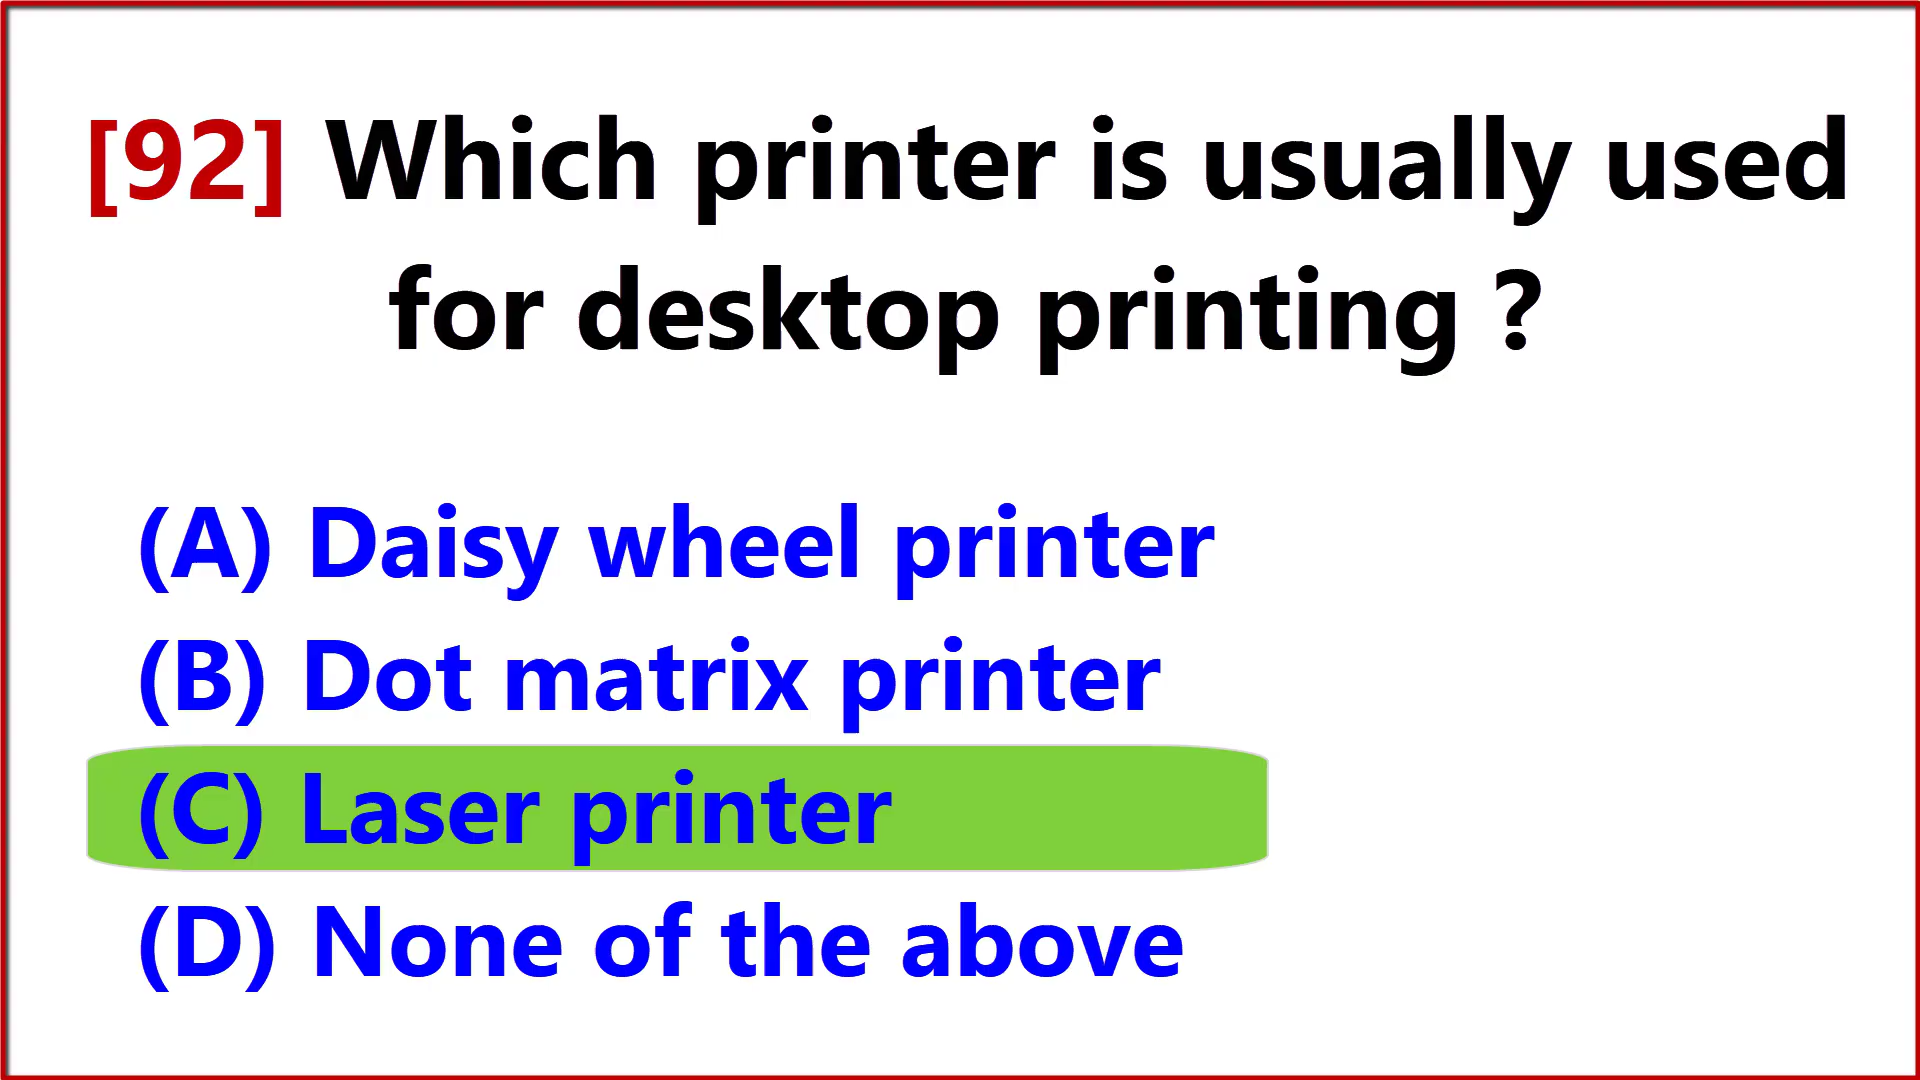 [92] Which printer is usually used
for desktop printing ?
(A) Daisy wheel printer
(B) Dot matrix printer
(C) Laser printer
(D) None of the above